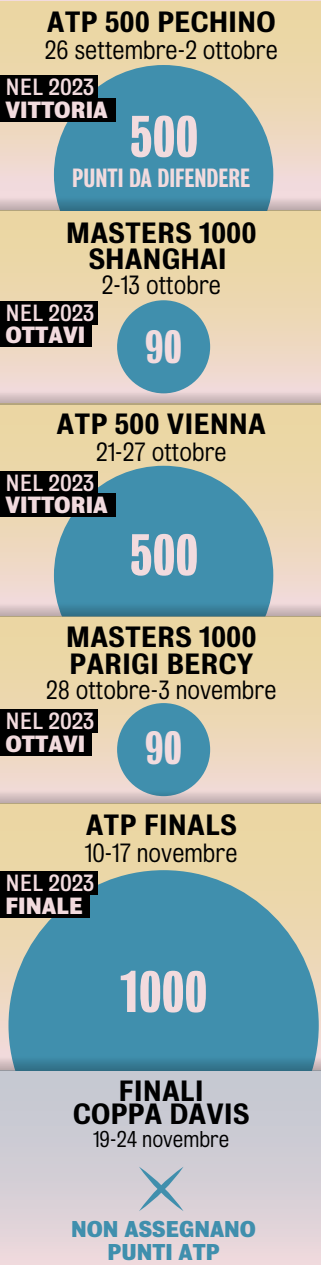 ATP 500 PECHINO
26 settembre-2 ottobre
NEL 2023
VITTORIA
500
PUNTI DA DIFENDERE
MASTERS 1000
SHANGHAI
2-13 ottobre
NEL 2023
OTTAVI
90
ATP 500 VIENNA
21-27 ottobre
NEL 2023
VITTORIA
500
MASTERS 1000
PARIGI BERCY
28 ottobre-3 novembre
NEL 2023
OTTAVI
90
ATP FINALS
10-17 novembre
NEL 2023
FINALE
1000
FINALI
COPPA DAVIS
19-24 novembre
NON ASSEGNANO
PUNTI ATP